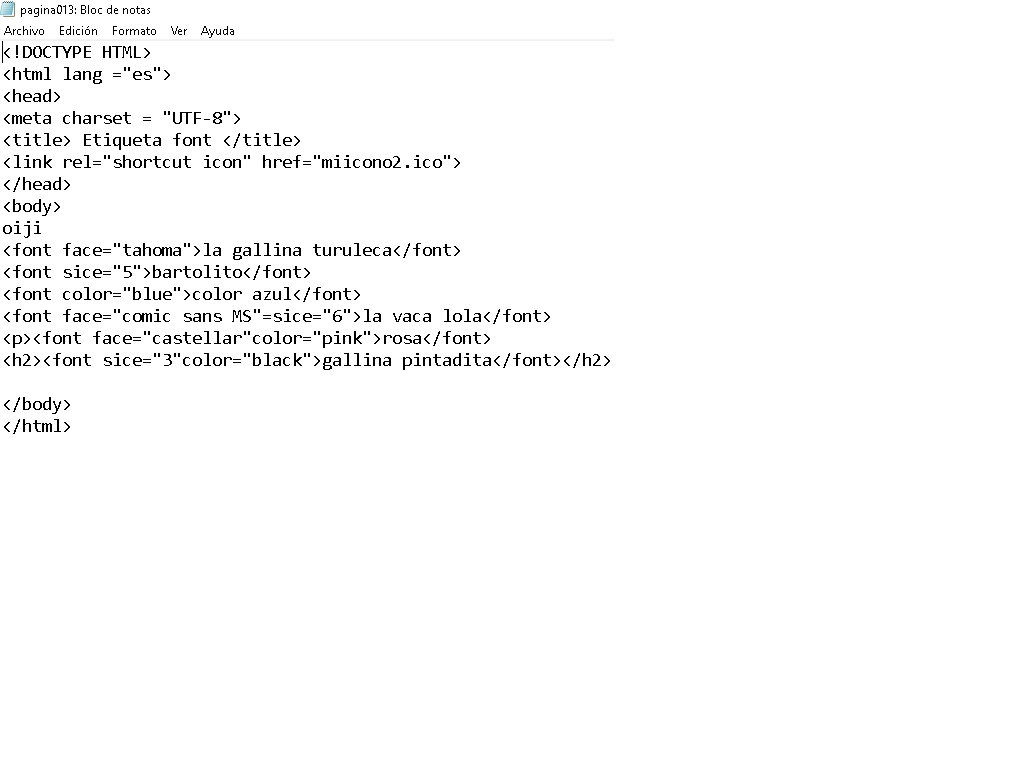 pagina013: Bloc de notas
Archivo Edición Formato Ver Ayuda
<!DOCTYPE HTML>
<html lang ="es">
<head>
<meta charset = "UTF-8">
<title> Etiqueta font </title>
<link rel="shortcut icon" href="miicono2.ico">
</head>
<body>
oiji
<font face="tahoma">la gallina turuleca</font>
<font sice="5">bartolito</font>
<font color="blue">color azul</font>
<font face="comic sans MS"=sice="6">la vaca lola</font>
<p><font face="castellar"color="pink">rosa</font>
<h2><font sice="3"color="black">gallina pintadita</font></h2>
</body>
</html>